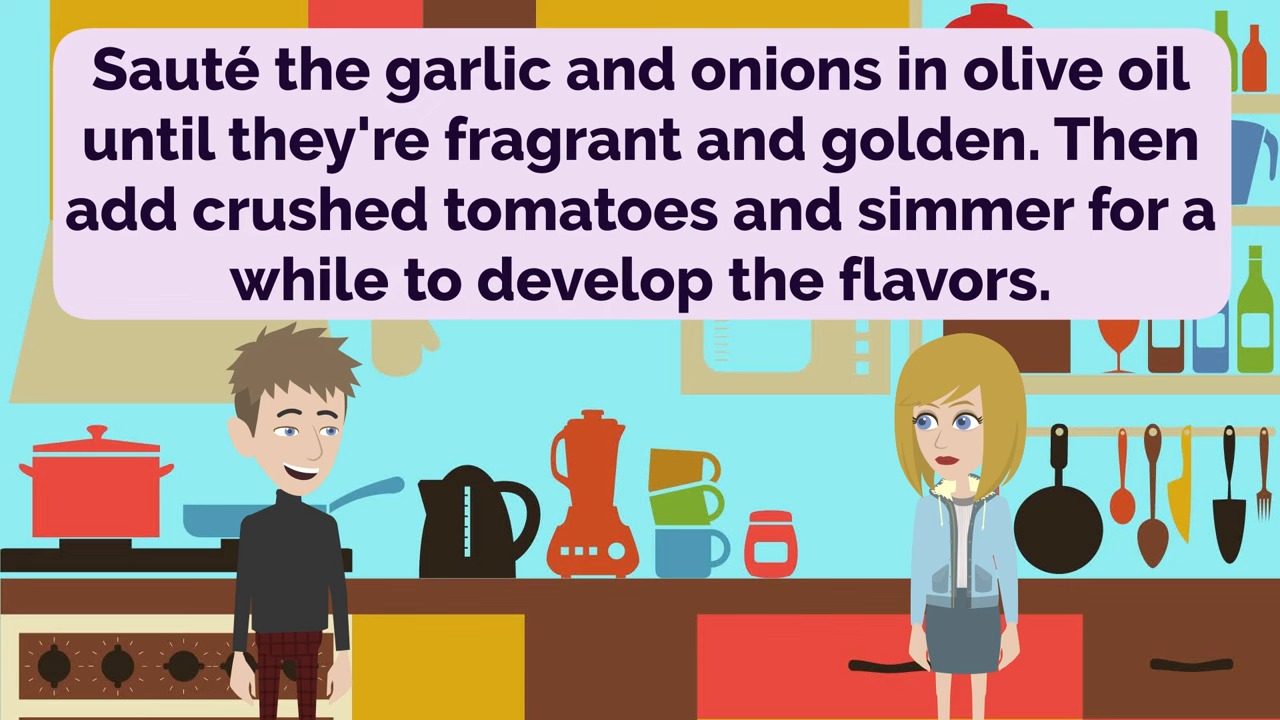 Sauté the garlic and onions in olive oil
until they're fragrant and golden. Then
add crushed tomatoes and simmer for a
while to develop the flavors.